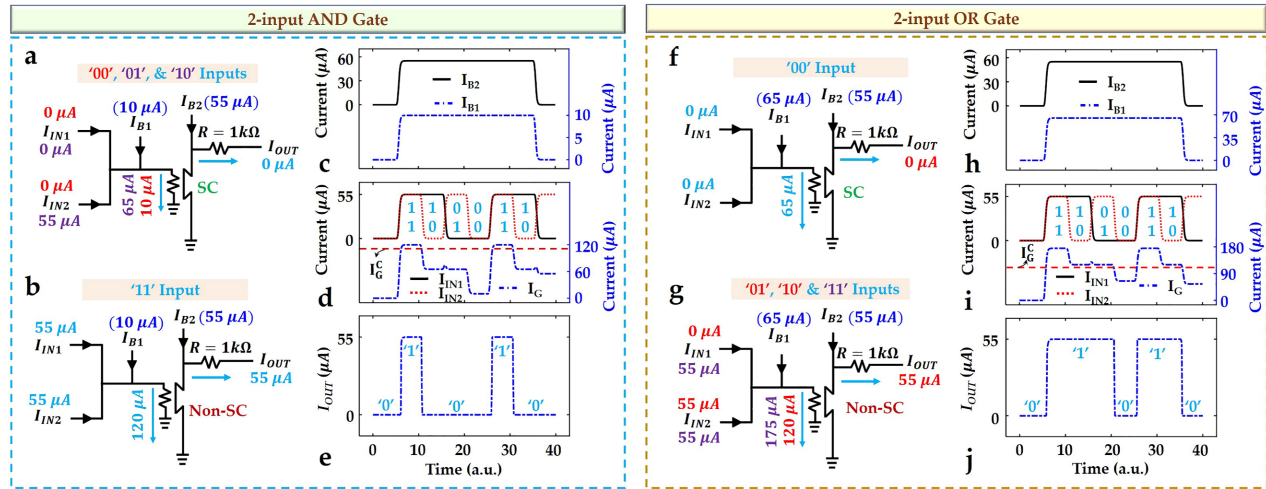 2-input AND Gate
a
'00', '01', & '10' Inputs
0 μA
I_IN1
0 μA
(10 μA)
I_B1
I_B2 (55 μA)
R = 1kΩ
I_OUT
0 μA
0 μA
I_IN2
55 μA
65 μA
10 μA
SC
b
'11' Input
55 μA
I_IN1
(10 μA)
I_B1
I_B2 (55 μA)
R = 1kΩ
I_OUT
55 μA
55 μA
I_IN2
120 μA
Non-SC
Current (μA)
60
30
0
I_B2
I_B1
10
5
0
Current (μA)
c
Current (μA)
55
0
1 1 0 0 1 1
1 0 1 0 1 0
I_G^C
I_IN1
I_IN2
I_G
120
60
0
Current (μA)
d
I_OUT (μA)
55
0
'0' '1' '0' '1' '0'
0 10 20 30 40
Time (a.u.)
e
2-input OR Gate
f
'00' Input
0 μA
I_IN1
(65 μA)
I_B1
I_B2 (55 μA)
R = 1kΩ
I_OUT
0 μA
0 μA
I_IN2
65 μA
SC
g
'01', '10' & '11' Inputs
0 μA
I_IN1
55 μA
(65 μA)
I_B1
I_B2 (55 μA)
R = 1kΩ
I_OUT
55 μA
55 μA
I_IN2
55 μA
175 μA
120 μA
Non-SC
Current (μA)
60
30
0
I_B2
I_B1
70
35
0
Current (μA)
h
Current (μA)
55
0
1 1 0 0 1 1
1 0 1 0 1 0
I_G^C
I_IN1
I_IN2
I_G
180
90
0
Current (μA)
i
I_OUT (μA)
55
0
'0' '1' '0' '1' '0'
0 10 20 30 40
Time (a.u.)
j